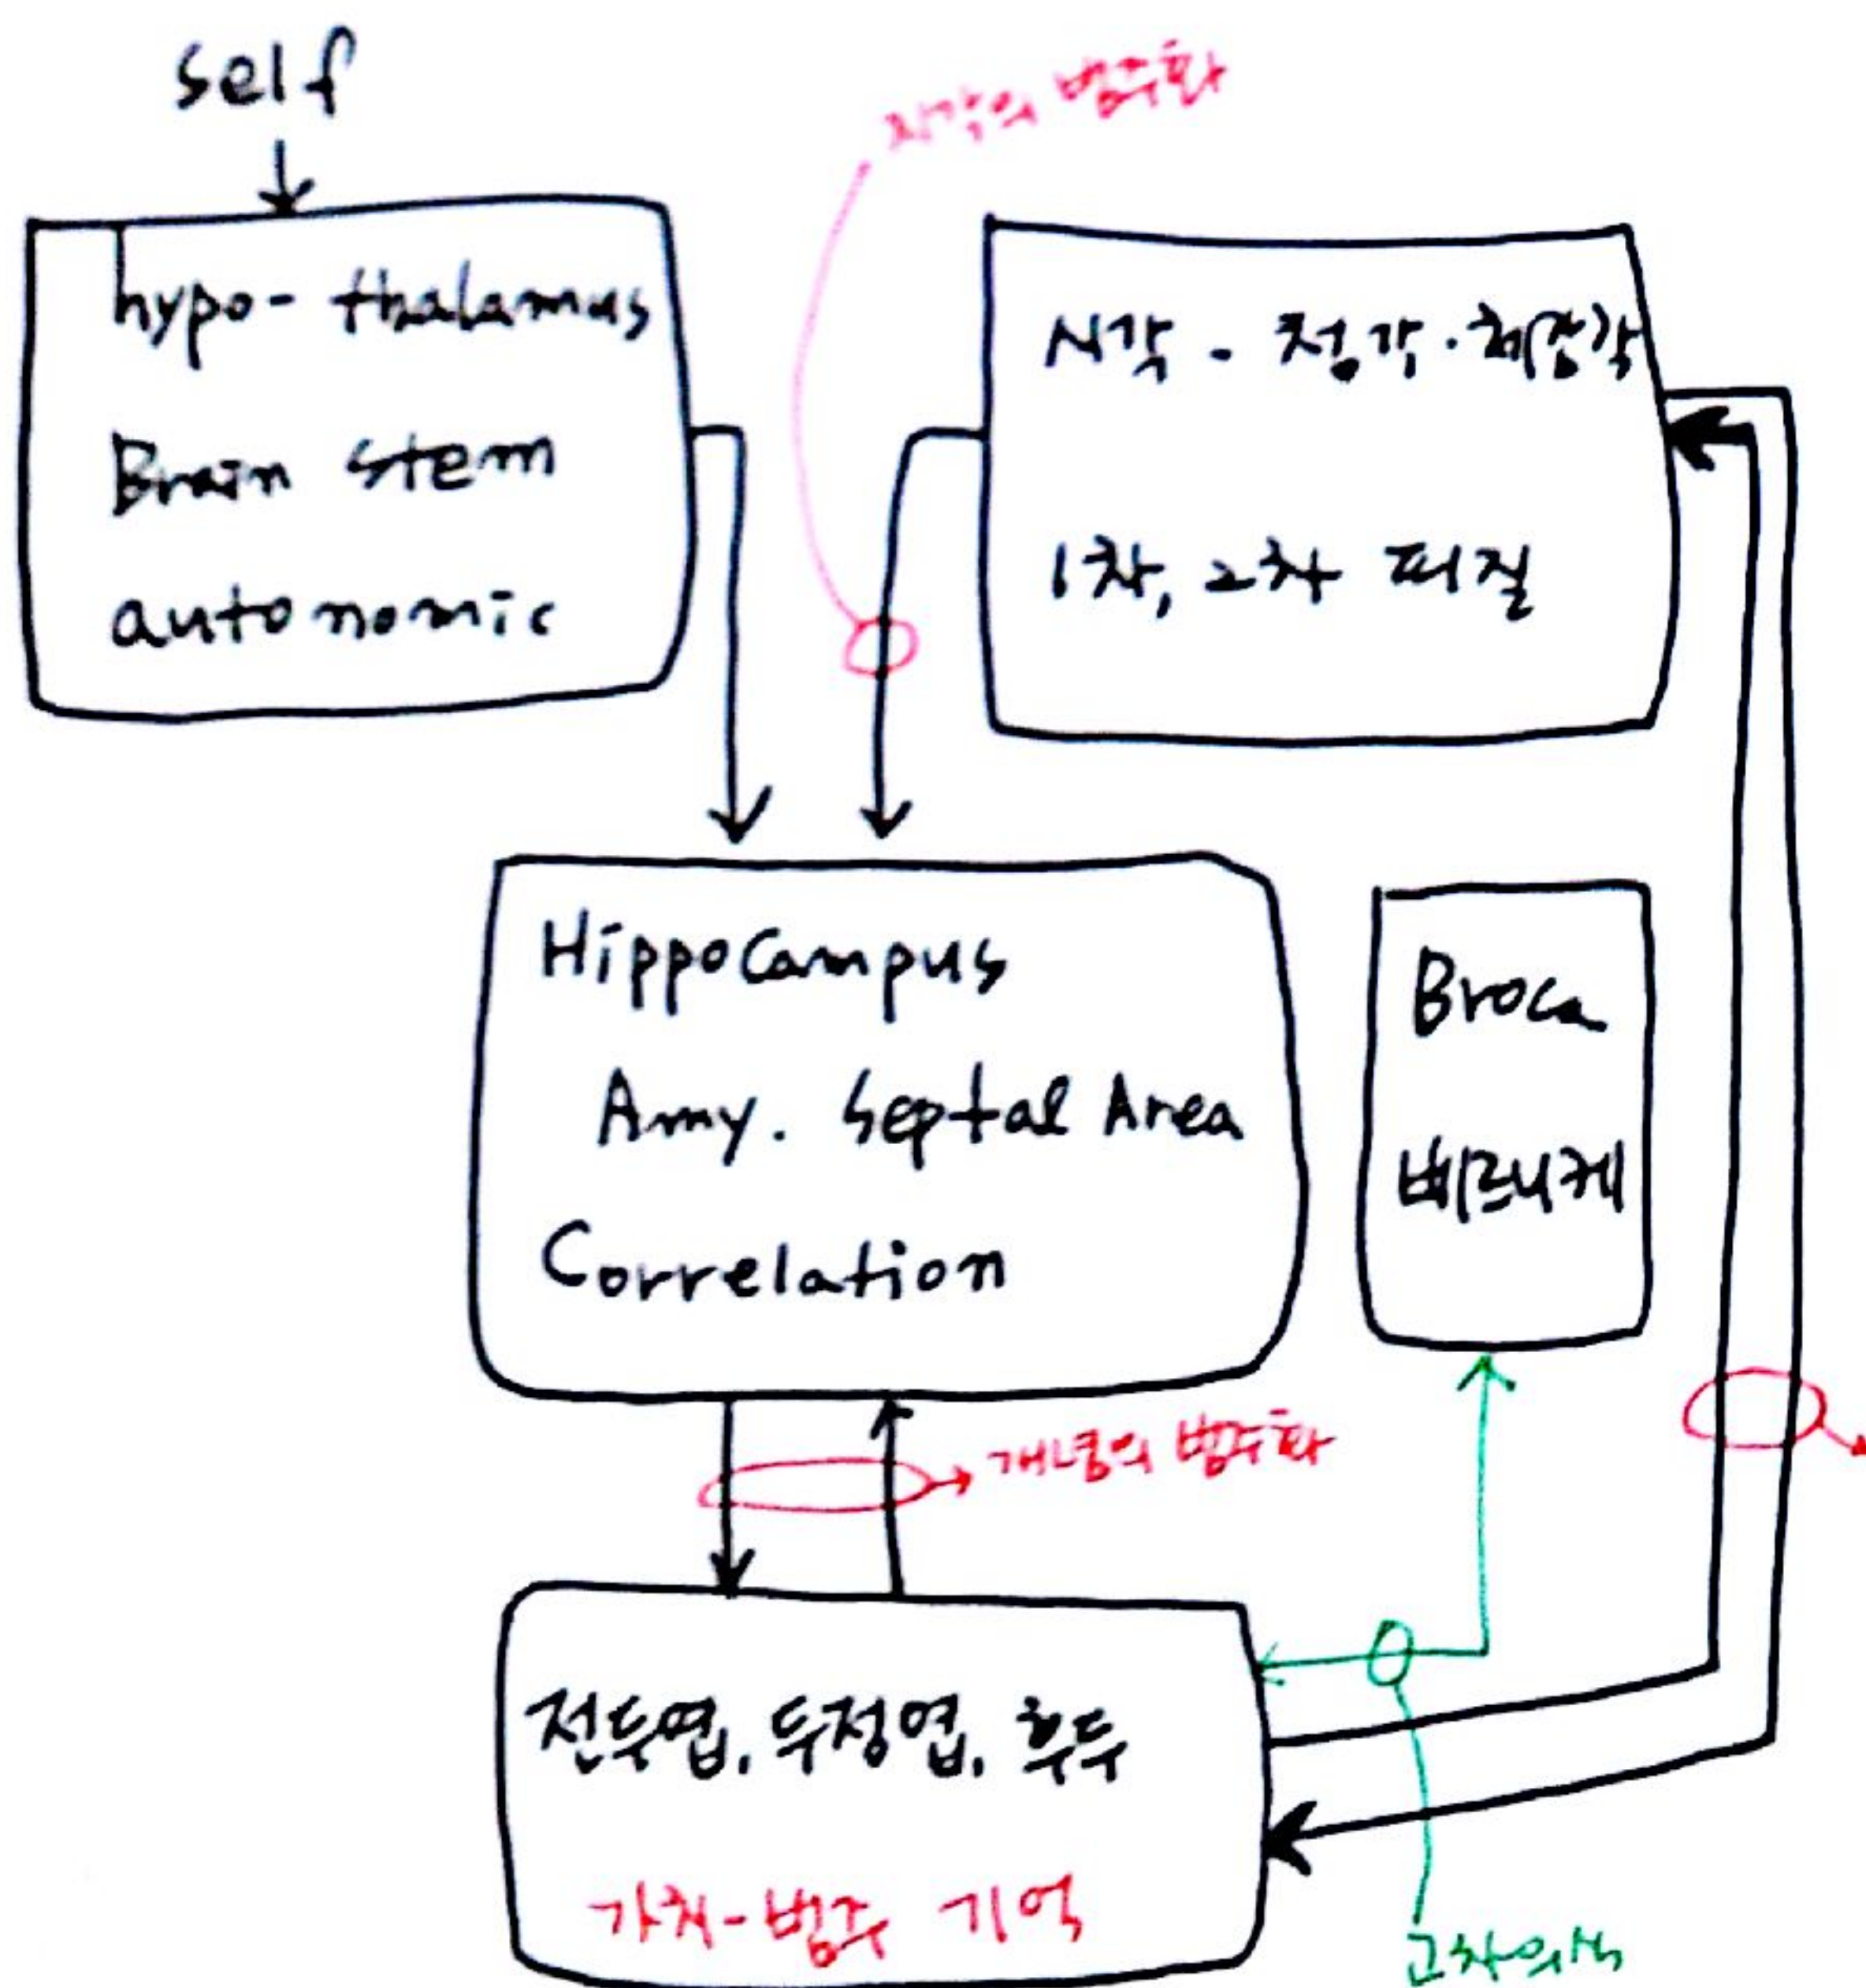 self
지각의 범주화
hypo- thalamus
Brain stem
autonomic
시각 - 청각 · 체감각
1차, 2차 피질
Hippocampus
Amy. Septal Area
Correlation
Broca
베르니케
개념의 범주화
전두엽, 두정엽, 후두
가치-범주 기억
고차의식